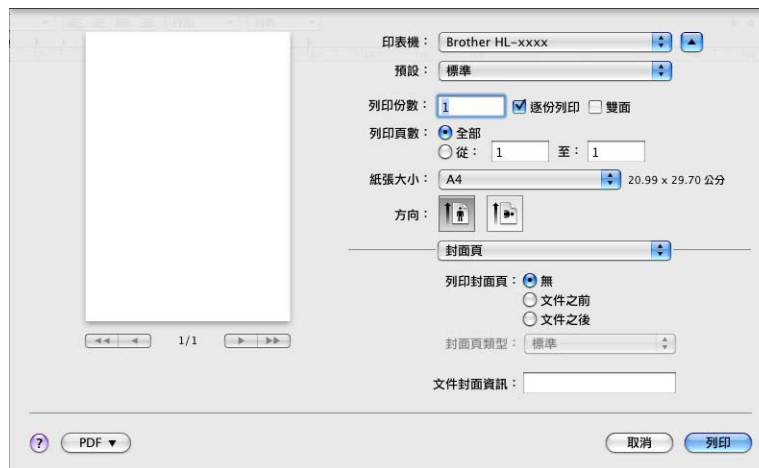 印表機： Brother HL-xxxx
預設： 標準
列印份數： 1 逐份列印 雙面
列印頁數： 全部
從： 1 至： 1
紙張大小： A4 20.99 x 29.70 公分
方向：
封面頁
列印封面頁： 無
文件之前
文件之後
1/1
封面頁類型： 標準
文件封面資訊：
? PDF ▼ 取消 列印